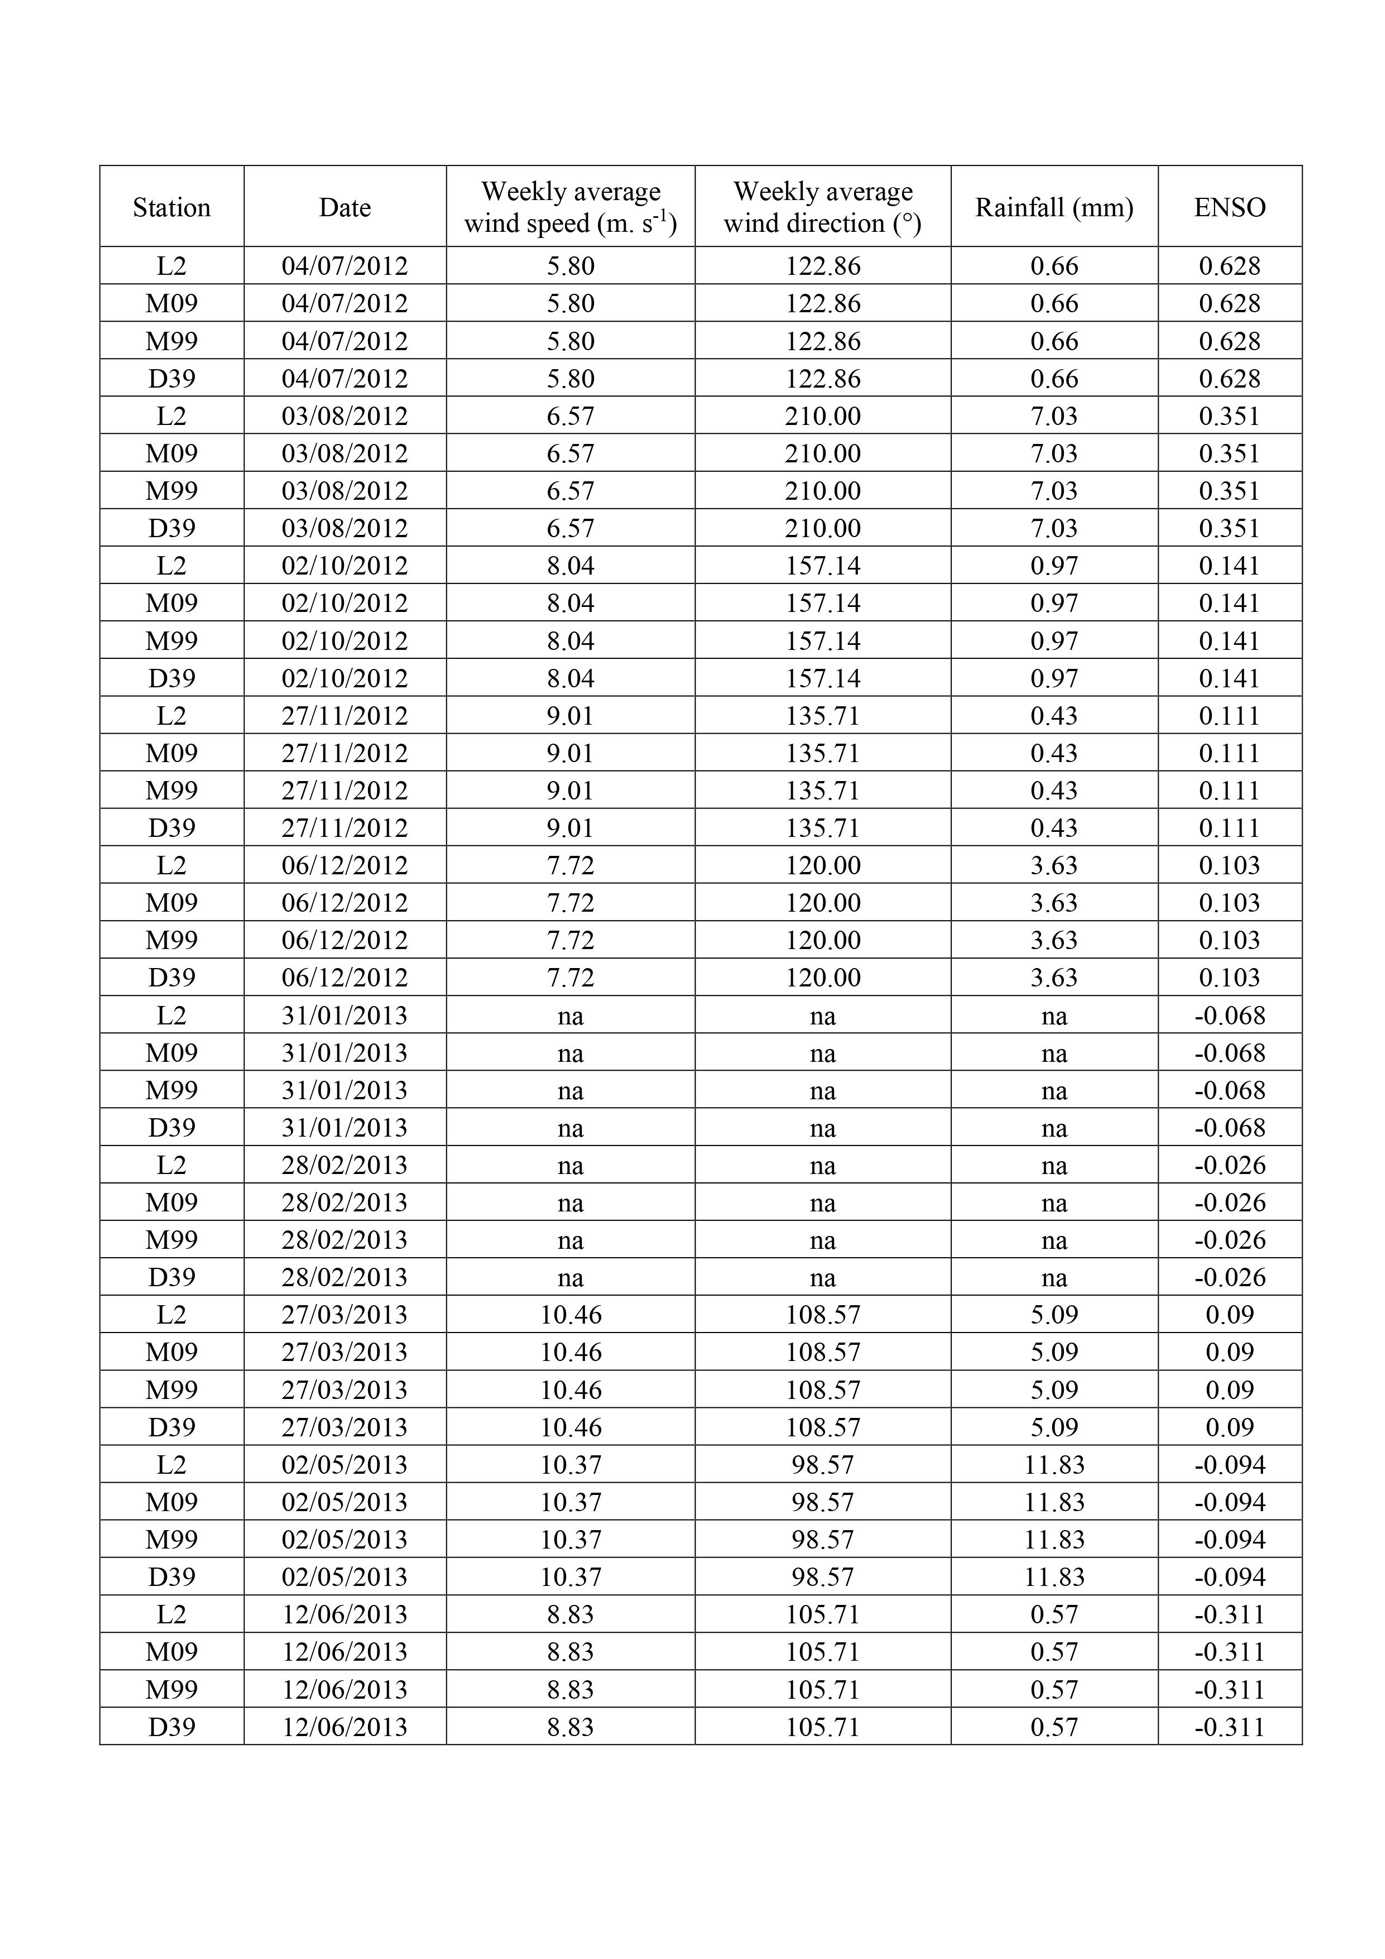 Station Date Weekly average wind speed (m. s-1) Weekly average wind direction (°) Rainfall (mm) ENSO
L2 04/07/2012 5.80 122.86 0.66 0.628
M09 04/07/2012 5.80 122.86 0.66 0.628
M99 04/07/2012 5.80 122.86 0.66 0.628
D39 04/07/2012 5.80 122.86 0.66 0.628
L2 03/08/2012 6.57 210.00 7.03 0.351
M09 03/08/2012 6.57 210.00 7.03 0.351
M99 03/08/2012 6.57 210.00 7.03 0.351
D39 03/08/2012 6.57 210.00 7.03 0.351
L2 02/10/2012 8.04 157.14 0.97 0.141
M09 02/10/2012 8.04 157.14 0.97 0.141
M99 02/10/2012 8.04 157.14 0.97 0.141
D39 02/10/2012 8.04 157.14 0.97 0.141
L2 27/11/2012 9.01 135.71 0.43 0.111
M09 27/11/2012 9.01 135.71 0.43 0.111
M99 27/11/2012 9.01 135.71 0.43 0.111
D39 27/11/2012 9.01 135.71 0.43 0.111
L2 06/12/2012 7.72 120.00 3.63 0.103
M09 06/12/2012 7.72 120.00 3.63 0.103
M99 06/12/2012 7.72 120.00 3.63 0.103
D39 06/12/2012 7.72 120.00 3.63 0.103
L2 31/01/2013 na na na -0.068
M09 31/01/2013 na na na -0.068
M99 31/01/2013 na na na -0.068
D39 31/01/2013 na na na -0.068
L2 28/02/2013 na na na -0.026
M09 28/02/2013 na na na -0.026
M99 28/02/2013 na na na -0.026
D39 28/02/2013 na na na -0.026
L2 27/03/2013 10.46 108.57 5.09 0.09
M09 27/03/2013 10.46 108.57 5.09 0.09
M99 27/03/2013 10.46 108.57 5.09 0.09
D39 27/03/2013 10.46 108.57 5.09 0.09
L2 02/05/2013 10.37 98.57 11.83 -0.094
M09 02/05/2013 10.37 98.57 11.83 -0.094
M99 02/05/2013 10.37 98.57 11.83 -0.094
D39 02/05/2013 10.37 98.57 11.83 -0.094
L2 12/06/2013 8.83 105.71 0.57 -0.311
M09 12/06/2013 8.83 105.71 0.57 -0.311
M99 12/06/2013 8.83 105.71 0.57 -0.311
D39 12/06/2013 8.83 105.71 0.57 -0.311